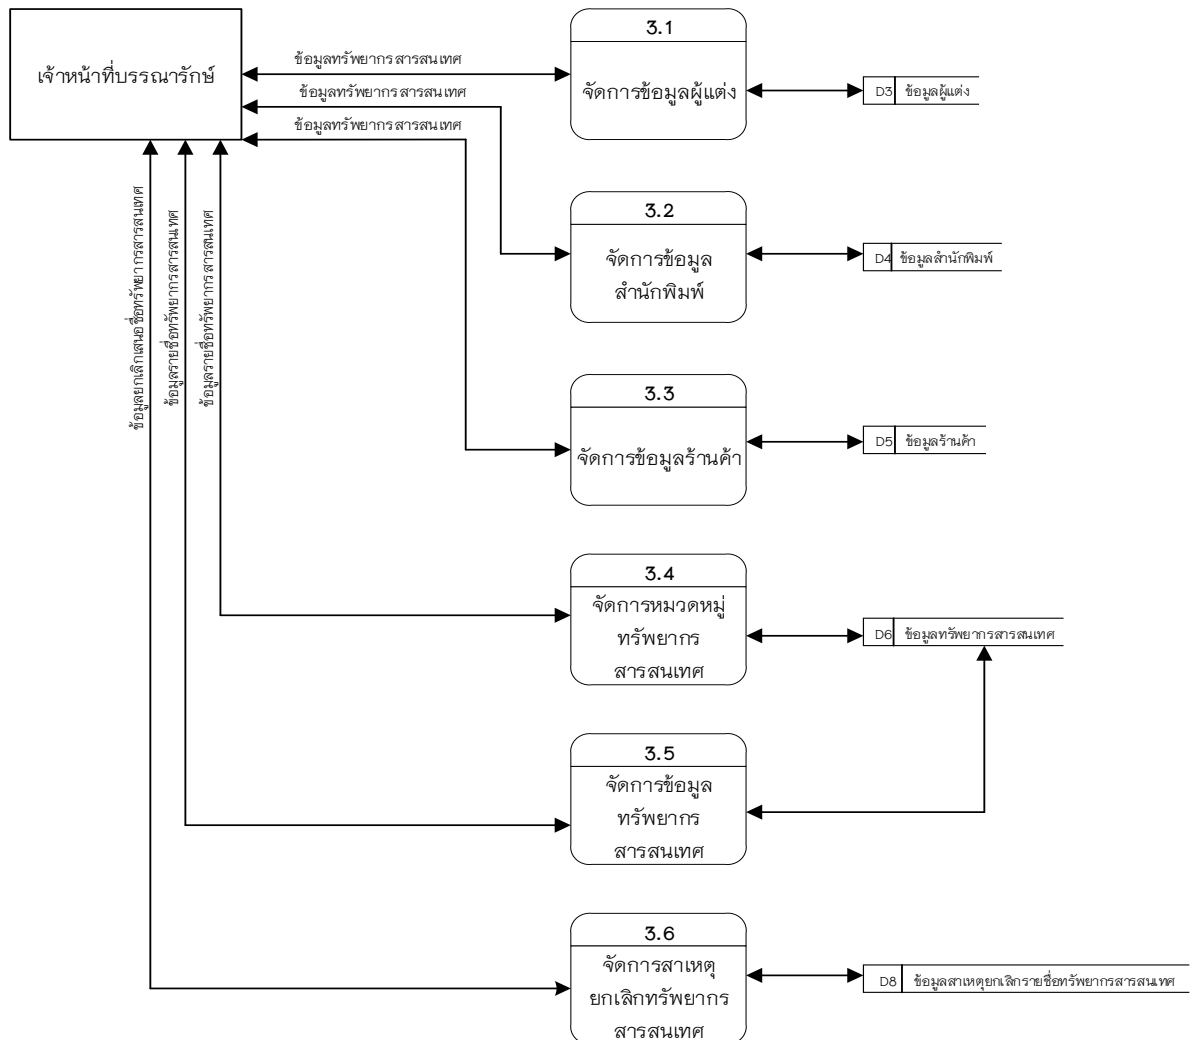 เจ้าหน้าที่บรรณารักษ์
ข้อมูลทรัพยากรสารสนเทศ
ข้อมูลทรัพยากรสารสนเทศ
ข้อมูลทรัพยากรสารสนเทศ
3.1
จัดการข้อมูลผู้แต่ง
D3 ข้อมูลผู้แต่ง
ข้อมูลยกเลิกเสนอชื่อทรัพยาการสารสนเทศ
ข้อมูลรายชื่อทรัพยาการสารสนเทศ
ข้อมูลรายชื่อทรัพยาการสารสนเทศ
3.2
จัดการข้อมูล
สำนักพิมพ์
D4 ข้อมูลสำนักพิมพ์
3.3
จัดการข้อมูลร้านค้า
D5 ข้อมูลร้านค้า
3.4
จัดการหมวดหมู่
ทรัพยากร
สารสนเทศ
D6 ข้อมูลทรัพยากรสารสนเทศ
3.5
จัดการข้อมูล
ทรัพยากร
สารสนเทศ
3.6
จัดการสาเหตุ
ยกเลิกทรัพยากร
สารสนเทศ
D8 ข้อมูลสาเหตุยกเลิกรายชื่อทรัพยากรสารสนเทศ